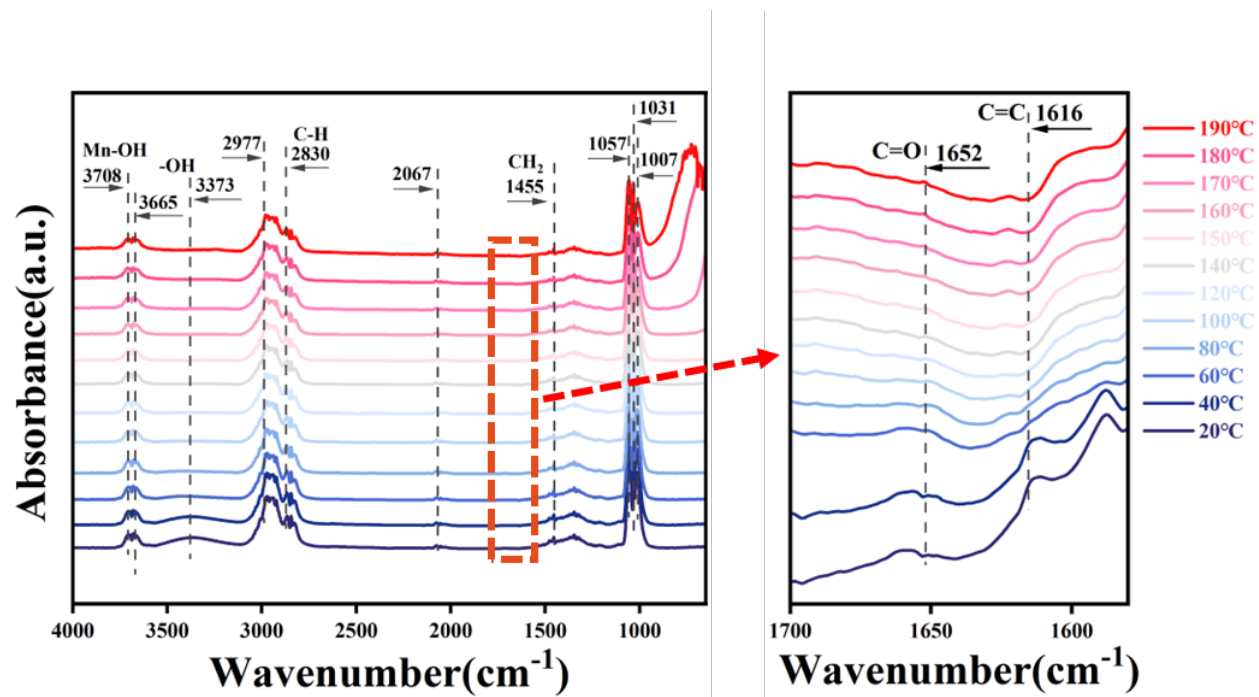 1031
C-H
2977
2830
1057
1007
Mn-OH
-OH
CH₂
3708
3373
2067
1455
3665
Absorbance(a.u.)
4000 3500 3000 2500 2000 1500 1000
Wavenumber(cm⁻¹)
C=C 1616
C=O 1652
1700 1650 1600
Wavenumber(cm⁻¹)
190°C
180°C
170°C
160°C
150°C
140°C
120°C
100°C
80°C
60°C
40°C
20°C